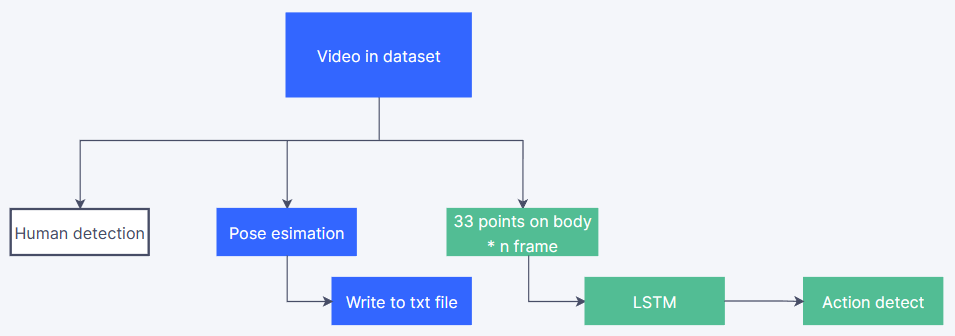 Video in dataset
Human detection
Pose esimation
33 points on body
* n frame
Write to txt file
LSTM
Action detect